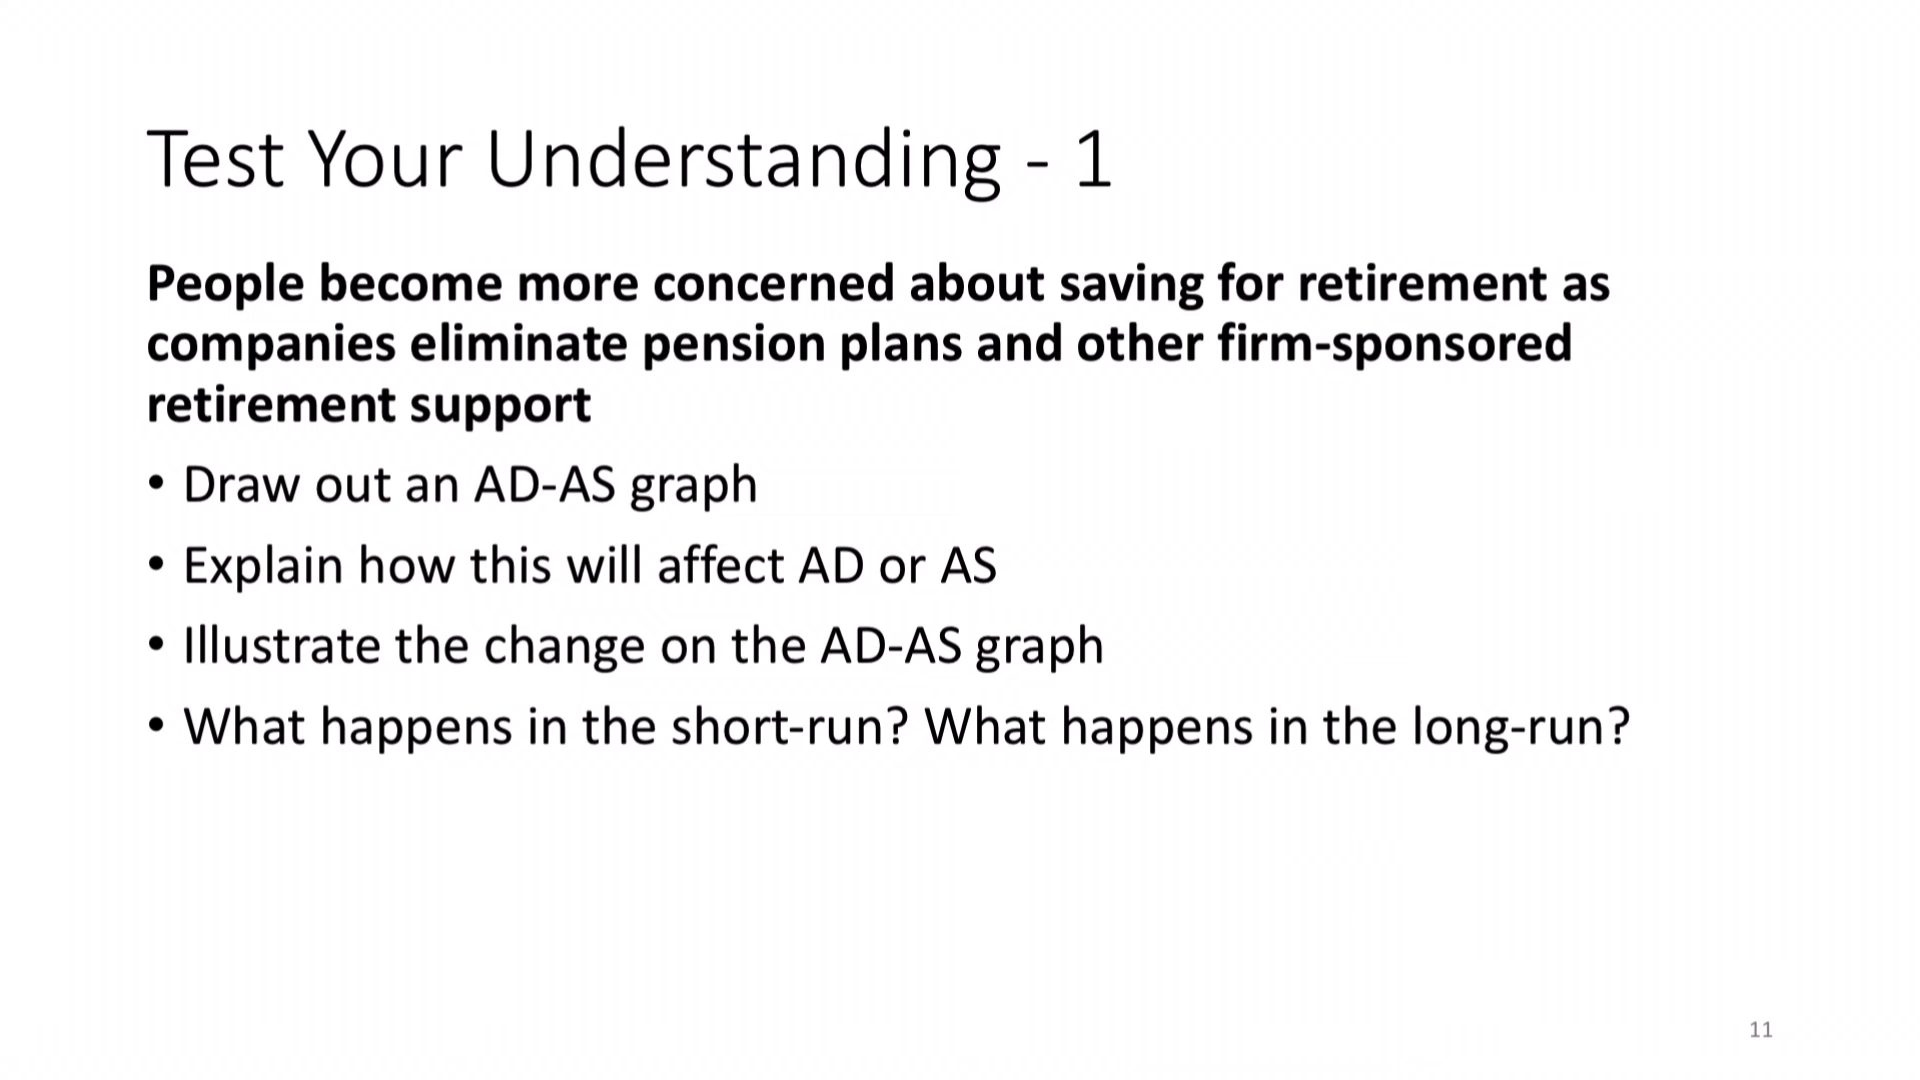 Test Your Understanding - 1
People become more concerned about saving for retirement as
companies eliminate pension plans and other firm-sponsored
retirement support
• Draw out an AD-AS graph
• Explain how this will affect AD or AS
• Illustrate the change on the AD-AS graph
• What happens in the short-run? What happens in the long-run?
11